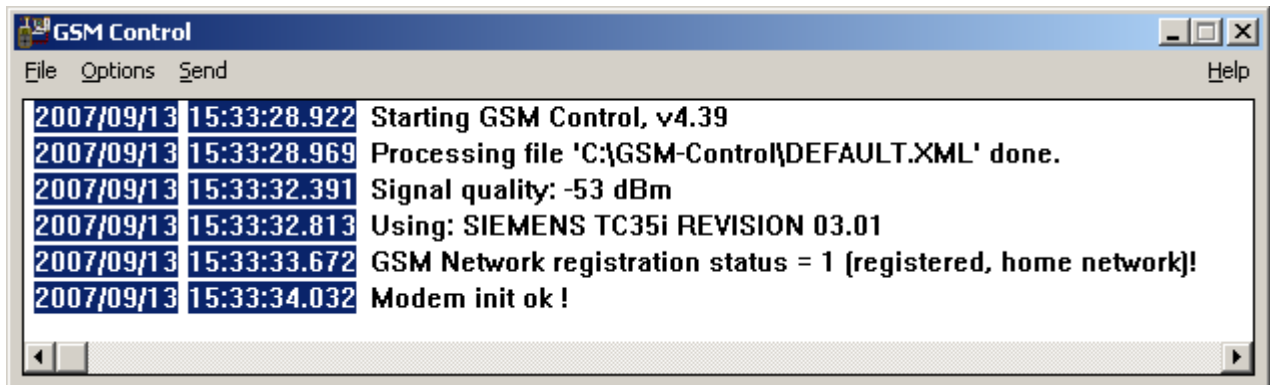 GSM Control
File Options Send Help
2007/09/13 15:33:28.922 Starting GSM Control, v4.39
2007/09/13 15:33:28.969 Processing file 'C:\GSM-Control\DEFAULT.XML' done.
2007/09/13 15:33:32.391 Signal quality: -53 dBm
2007/09/13 15:33:32.813 Using: SIEMENS TC35i REVISION 03.01
2007/09/13 15:33:33.672 GSM Network registration status = 1 (registered, home network)!
2007/09/13 15:33:34.032 Modem init ok !